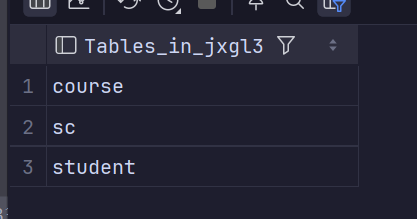 Tables_in_jxgl3
1 course
2 sc
3 student